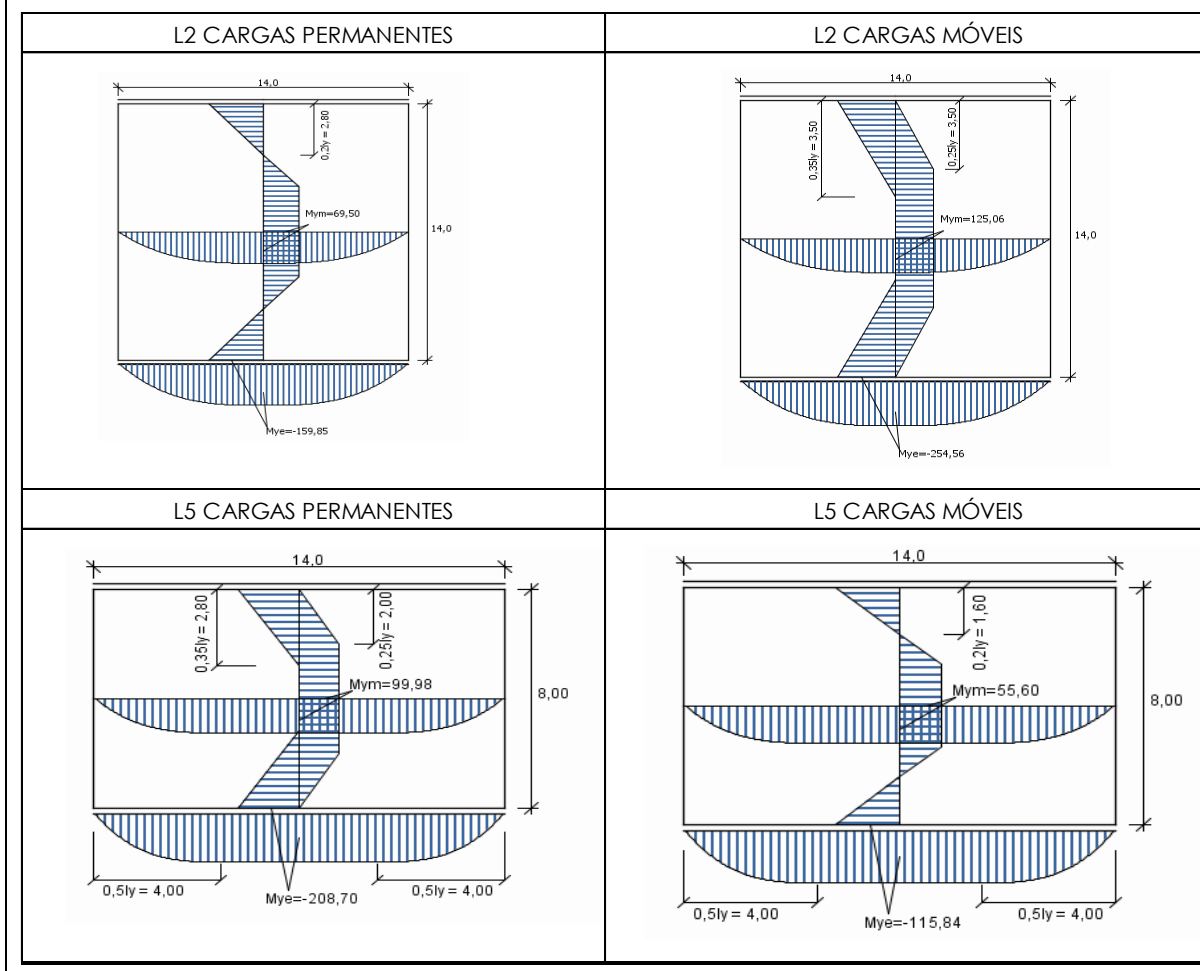 L2 CARGAS PERMANENTES
L2 CARGAS MÓVEIS
14,0
0,2ly = 2,80
Mym=69,50
14,0
Mye=-159,85
14,0
0,35ly = 3,50
0,25ly = 3,50
Mym=125,06
14,0
Mye=-254,56
L5 CARGAS PERMANENTES
L5 CARGAS MÓVEIS
14,0
0,35ly = 2,80
0,25ly = 2,00
Mym=99,98
8,00
0,5ly = 4,00
Mye=-208,70
0,5ly = 4,00
14,0
0,2ly = 1,60
Mym=55,60
8,00
0,5ly = 4,00
Mye=-115,84
0,5ly = 4,00